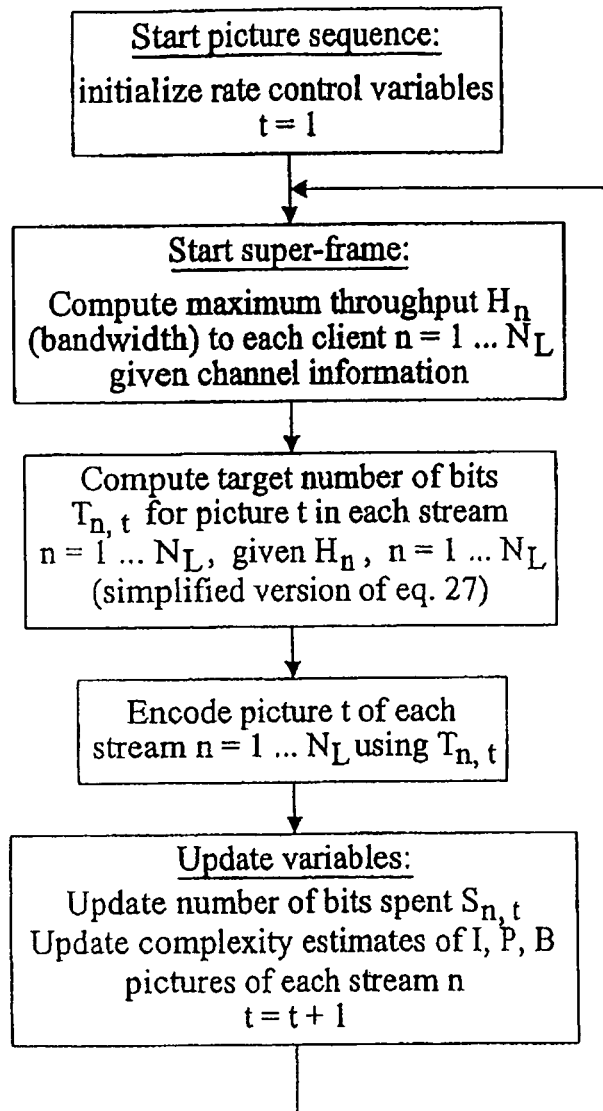 Start picture sequence:
initialize rate control variables
t = 1
Start super-frame:
Compute maximum throughput Hn
(bandwidth) to each client n = 1 ... NL
given channel information
Compute target number of bits
Tn, t for picture t in each stream
n = 1 ... NL, given Hn , n = 1 ... NL
(simplified version of eq. 27)
Encode picture t of each
stream n = 1 ... NL using Tn, t
Update variables:
Update number of bits spent Sn, t
Update complexity estimates of I, P, B
pictures of each stream n
t = t + 1